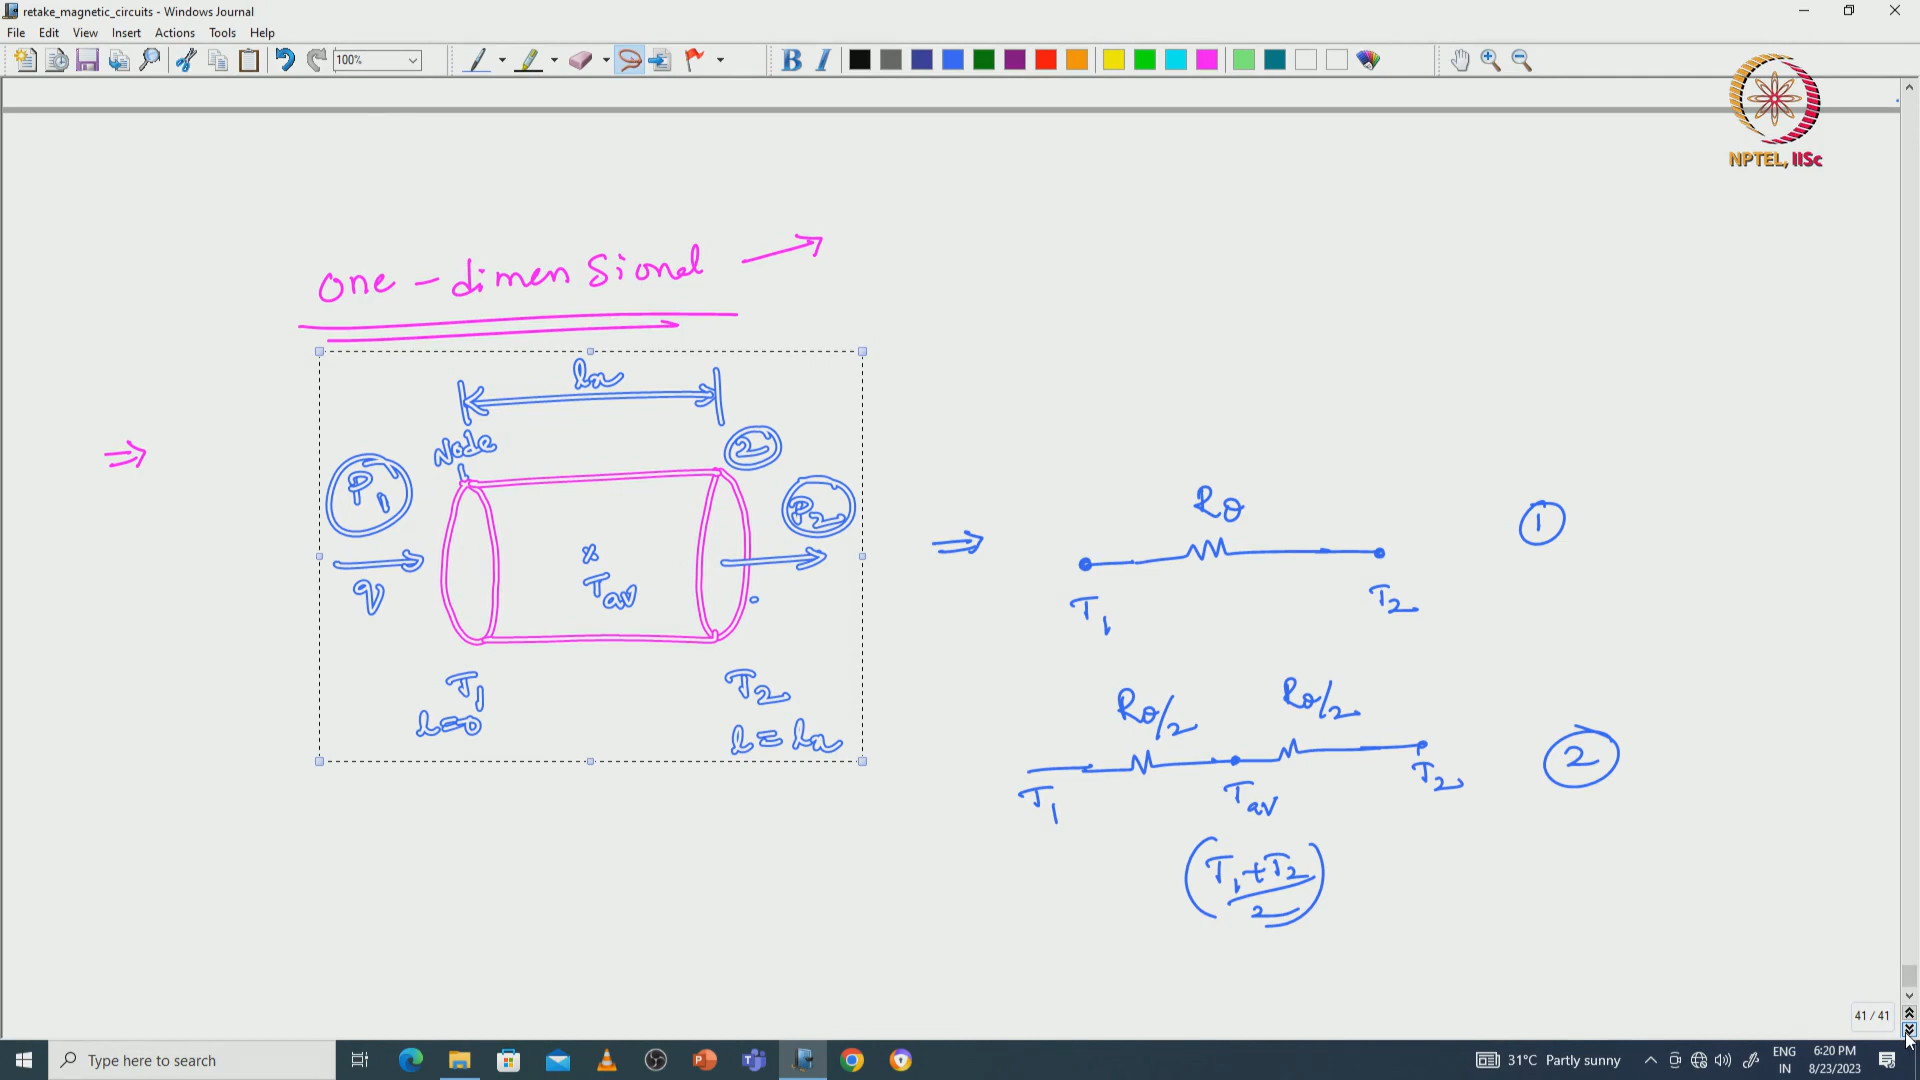 retake_magnetic_circuits - Windows Journal
File Edit View Insert Actions Tools Help
100%
B I
NPTEL, IISc
One - dimensional
lx
Node
2
P1
P2
q
x
Tav
T1
l=0
T2
l = lx
Rθ
T1
T2
1
Rθ/2
Rθ/2
T1
Tav
T2
2
(T1+T2
2)
41 / 41
Type here to search
31°C Partly sunny
ENG
IN
6:20 PM
8/23/2023